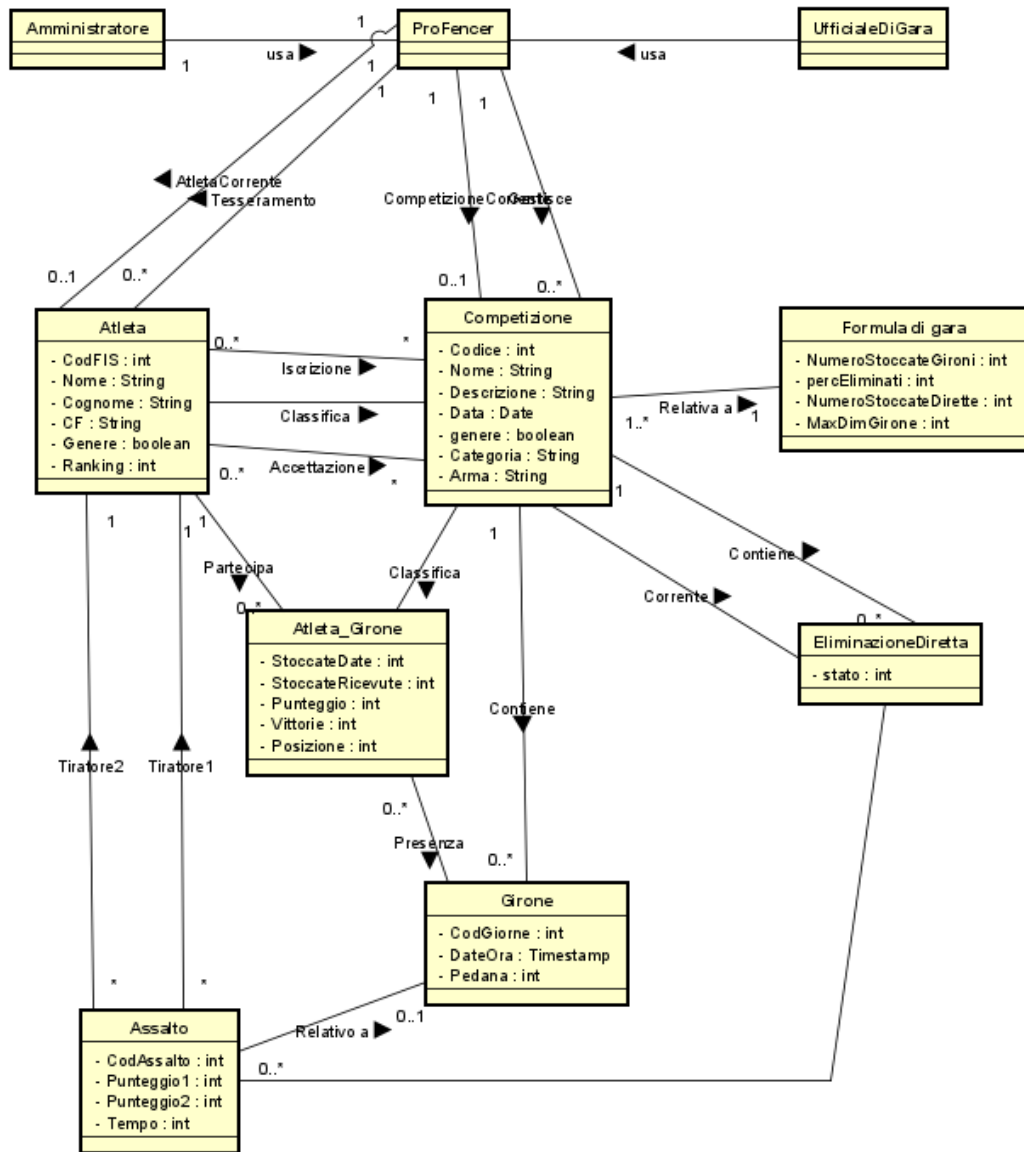 Amministratore
ProFencer
UfficialeDiGara
1
1
usa ▶
1
1
◀ usa
1
1
1
◀ AtletaCorrente
◀ Tesseramento
CompetizioneCorrente
Gestisce
0..1
0..*
0..1
0..*
Atleta
- CodFIS : int
- Nome : String
- Cognome : String
- CF : String
- Genere : boolean
- Ranking : int
Competizione
- Codice : int
- Nome : String
- Descrizione : String
- Data : Date
- genere : boolean
- Categoria : String
- Arma : String
Formula di gara
- NumeroStoccateGironi : int
- percEliminati : int
- NumeroStoccateDirette : int
- MaxDimGirone : int
0..*
*
Iscrizione ▶
Classifica ▶
0..*
Accettazione ▶
*
Relativa a ▶
1..*
1
1
1
1
1
1
Partecipa
0..*
Classifica
Contiene ▶
Corrente ▶
0..*
Atleta_Girone
- StoccateDate : int
- StoccateRicevute : int
- Punteggio : int
- Vittorie : int
- Posizione : int
EliminazioneDiretta
- stato : int
Contiene
Tiratore2
Tiratore1
0..*
Presenza
0..*
Girone
- CodGiorne : int
- DateOra : Timestamp
- Pedana : int
*
*
Relativo a ▶
0..1
0..*
Assalto
- CodAssalto : int
- Punteggio1 : int
- Punteggio2 : int
- Tempo : int